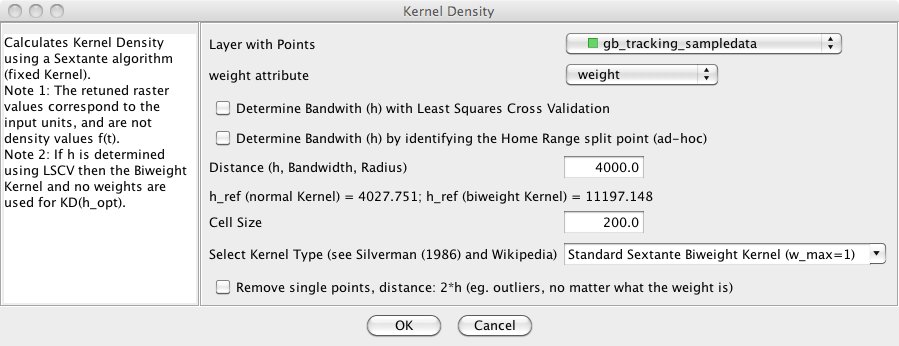 Kernel Density
Calculates Kernel Density
using a Sextante algorithm
(fixed Kernel).
Note 1: The retuned raster
values correspond to the
input units, and are not
density values f(t).
Note 2: If h is determined
using LSCV then the Biweight
Kernel and no weights are
used for KD(h_opt).
Layer with Points gb_tracking_sampledata
weight attribute weight
Determine Bandwith (h) with Least Squares Cross Validation
Determine Bandwith (h) by identifying the Home Range split point (ad-hoc)
Distance (h, Bandwidth, Radius) 4000.0
h_ref (normal Kernel) = 4027.751; h_ref (biweight Kernel) = 11197.148
Cell Size 200.0
Select Kernel Type (see Silverman (1986) and Wikipedia) Standard Sextante Biweight Kernel (w_max=1)
Remove single points, distance: 2*h (eg. outliers, no matter what the weight is)
OK Cancel